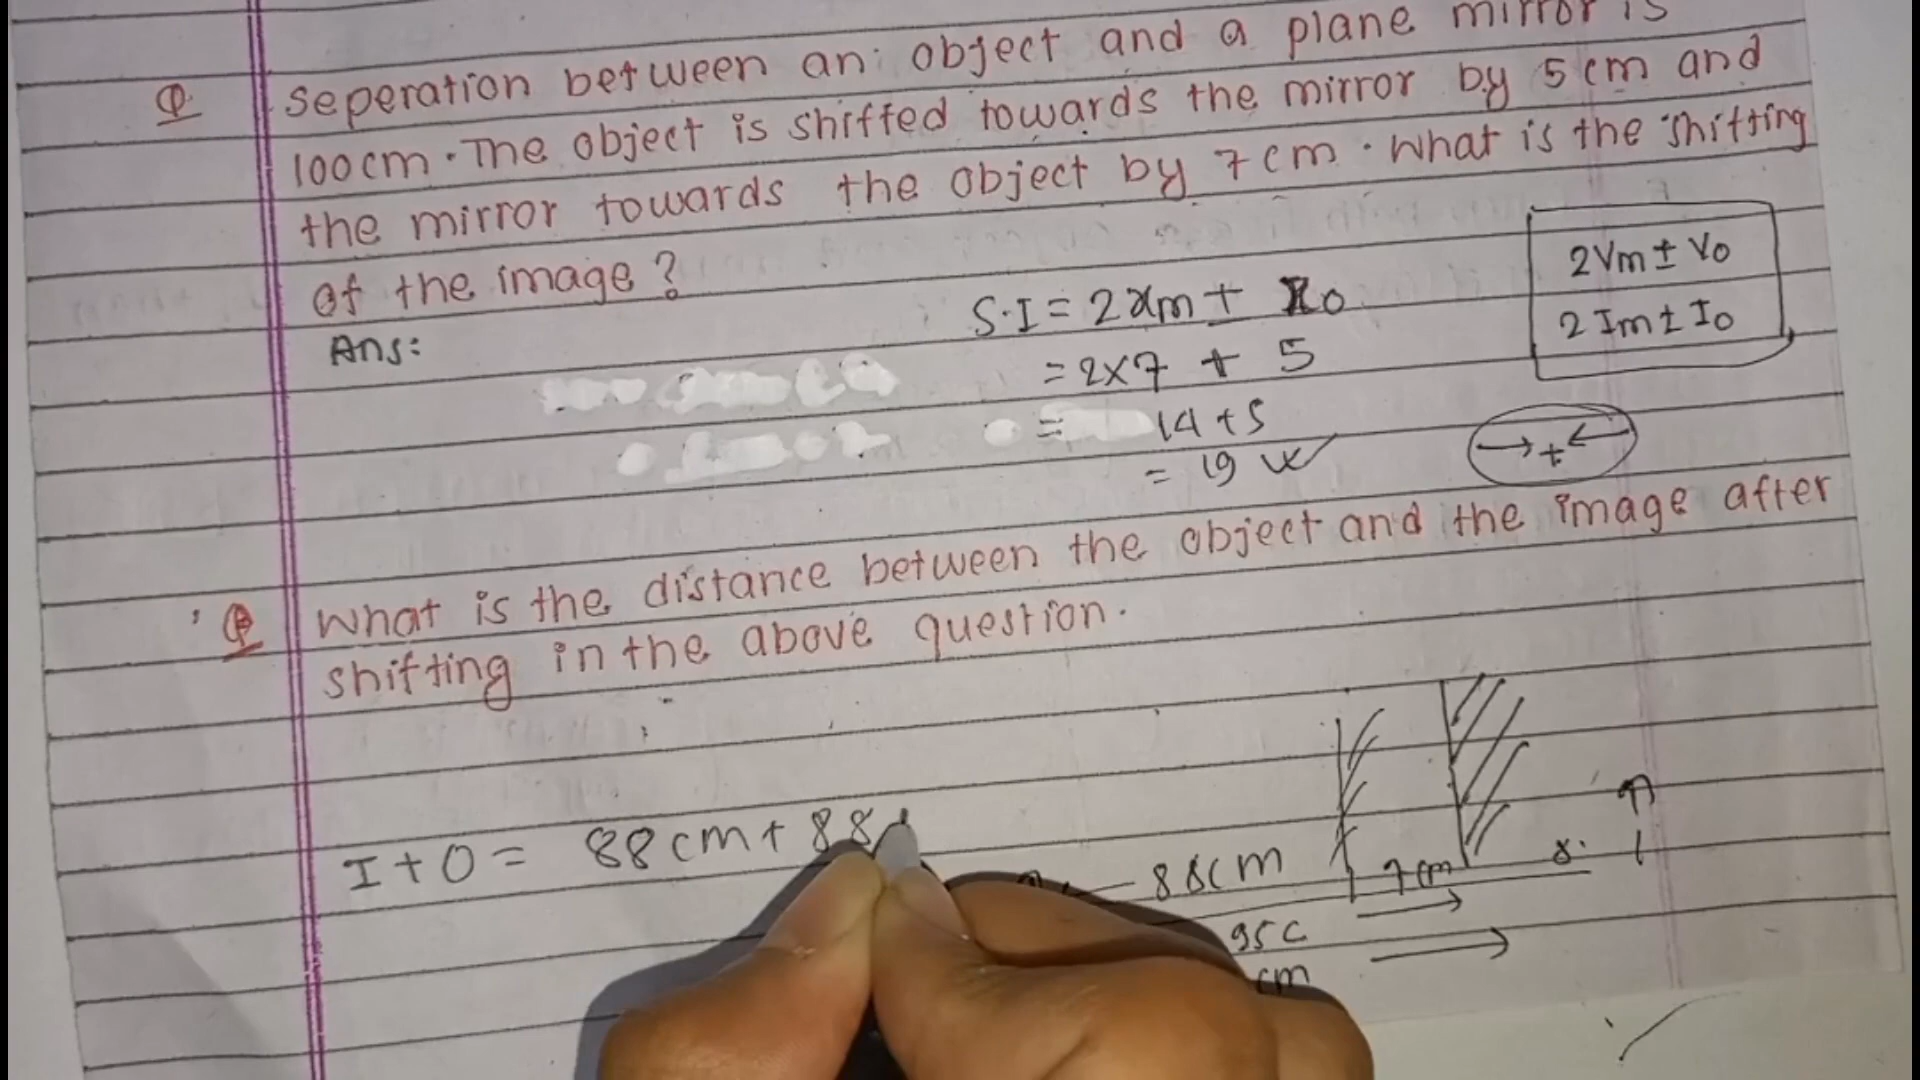 Q Seperation between an object and a plane mirror is
100cm. The object is shifted towards the mirror by 5cm and
the mirror towards the object by 7cm. What is the shifting
of the image?
Ans:
S.I = 2xm + xo
= 2x7 + 5
= 14+5
= 19
2Vm ± Vo
2Im ± Io
→+←
Q What is the distance between the object and the image after
shifting in the above question.
I+O = 88cm + 88
88cm
7cm
95c
cm